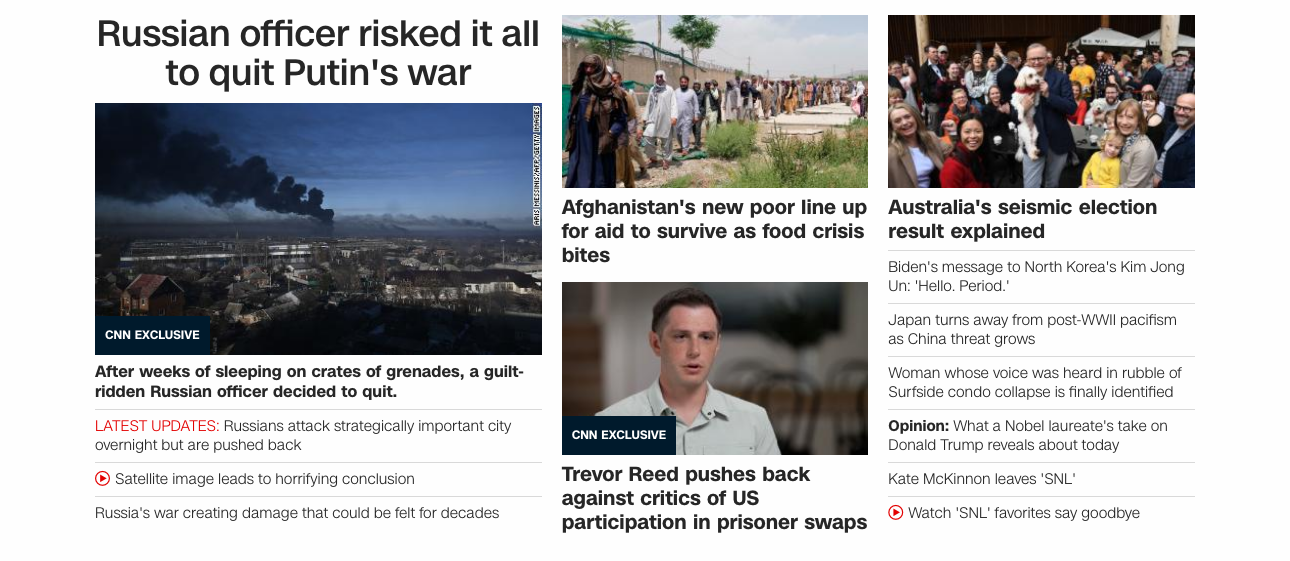 Russian officer risked it all
to quit Putin's war
ARIS MESSINIS/AFP/GETTY IMAGES
CNN EXCLUSIVE
After weeks of sleeping on crates of grenades, a guilt-
ridden Russian officer decided to quit.
LATEST UPDATES: Russians attack strategically important city
overnight but are pushed back
Satellite image leads to horrifying conclusion
Russia's war creating damage that could be felt for decades
Afghanistan's new poor line up
for aid to survive as food crisis
bites
CNN EXCLUSIVE
Trevor Reed pushes back
against critics of US
participation in prisoner swaps
Australia's seismic election
result explained
Biden's message to North Korea's Kim Jong
Un: 'Hello. Period.'
Japan turns away from post-WWII pacifism
as China threat grows
Woman whose voice was heard in rubble of
Surfside condo collapse is finally identified
Opinion: What a Nobel laureate's take on
Donald Trump reveals about today
Kate McKinnon leaves 'SNL'
Watch 'SNL' favorites say goodbye